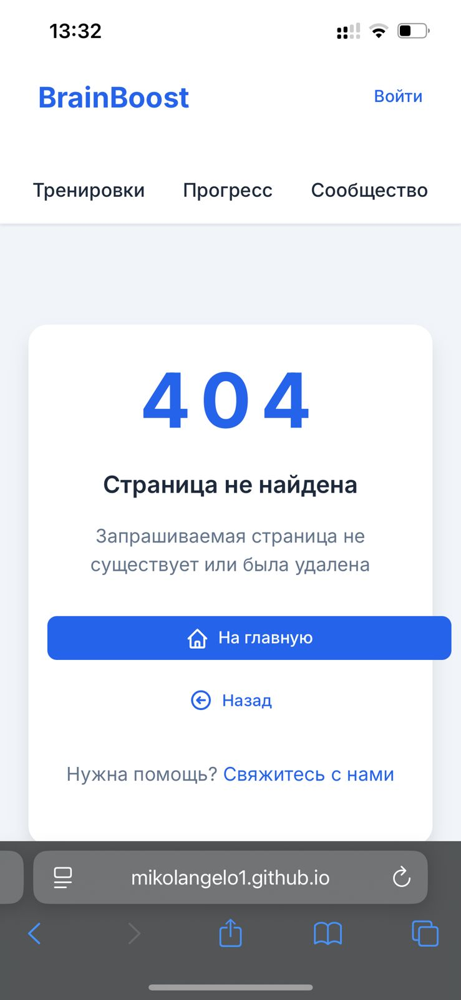 13:32
BrainBoost
Войти
Тренировки Прогресс Сообщество
404
Страница не найдена
Запрашиваемая страница не
существует или была удалена
На главную
Назад
Нужна помощь? Свяжитесь с нами
mikolangelo1.github.io